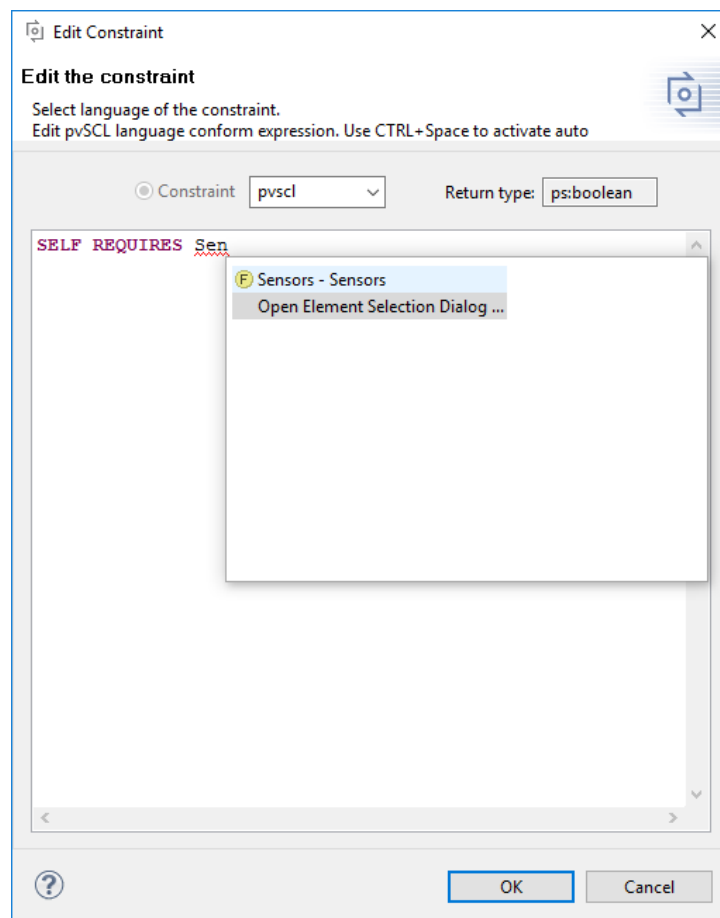 Edit Constraint
Edit the constraint
Select language of the constraint.
Edit pvSCL language conform expression. Use CTRL+Space to activate auto
Constraint pvscl Return type: ps:boolean
SELF REQUIRES Sen
F Sensors - Sensors
Open Element Selection Dialog ...
? OK Cancel